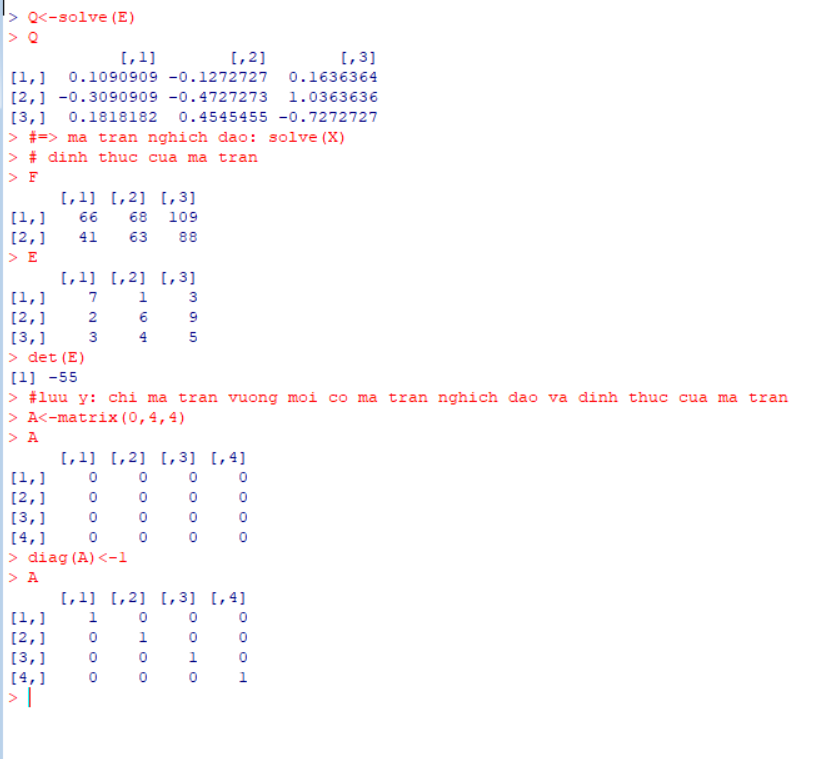 > Q<-solve(E)
> Q
           [,1]       [,2]       [,3]
[1,]  0.1090909 -0.1272727  0.1636364
[2,] -0.3090909 -0.4727273  1.0363636
[3,]  0.1818182  0.4545455 -0.7272727
> #=> ma tran nghich dao: solve(X)
> # dinh thuc cua ma tran
> F
     [,1] [,2] [,3]
[1,]   66   68  109
[2,]   41   63   88
> E
     [,1] [,2] [,3]
[1,]    7    1    3
[2,]    2    6    9
[3,]    3    4    5
> det(E)
[1] -55
> #luu y: chi ma tran vuong moi co ma tran nghich dao va dinh thuc cua ma tran
> A<-matrix(0,4,4)
> A
     [,1] [,2] [,3] [,4]
[1,]    0    0    0    0
[2,]    0    0    0    0
[3,]    0    0    0    0
[4,]    0    0    0    0
> diag(A)<-1
> A
     [,1] [,2] [,3] [,4]
[1,]    1    0    0    0
[2,]    0    1    0    0
[3,]    0    0    1    0
[4,]    0    0    0    1
>